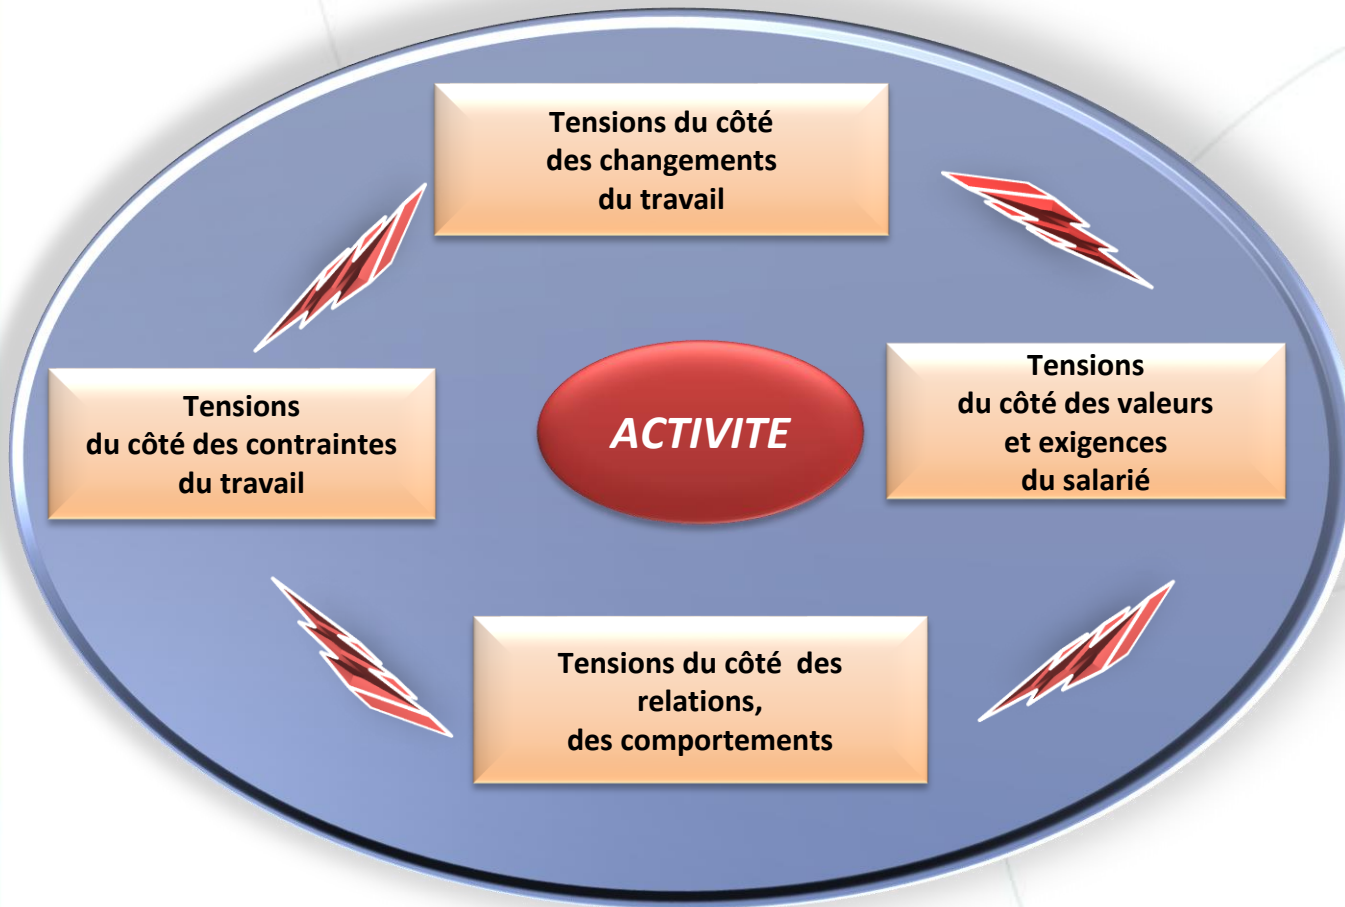 Tensions du côté
des changements
du travail
Tensions
du côté des contraintes
du travail
ACTIVITE
Tensions
du côté des valeurs
et exigences
du salarié
Tensions du côté  des
relations,
des comportements